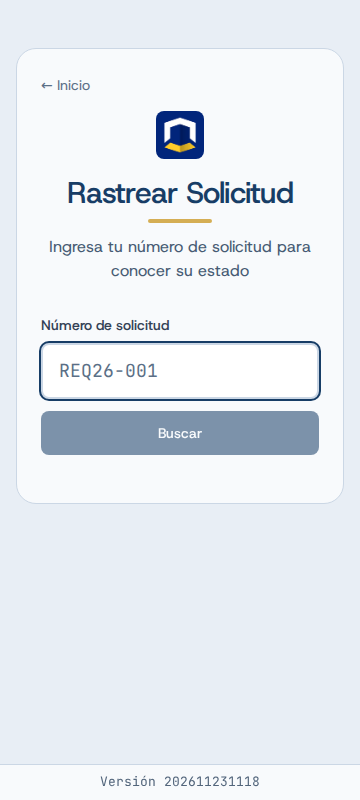 ← Inicio
Rastrear Solicitud
Ingresa tu número de solicitud para
conocer su estado
Número de solicitud
REQ26-001
Buscar
Versión 202611231118